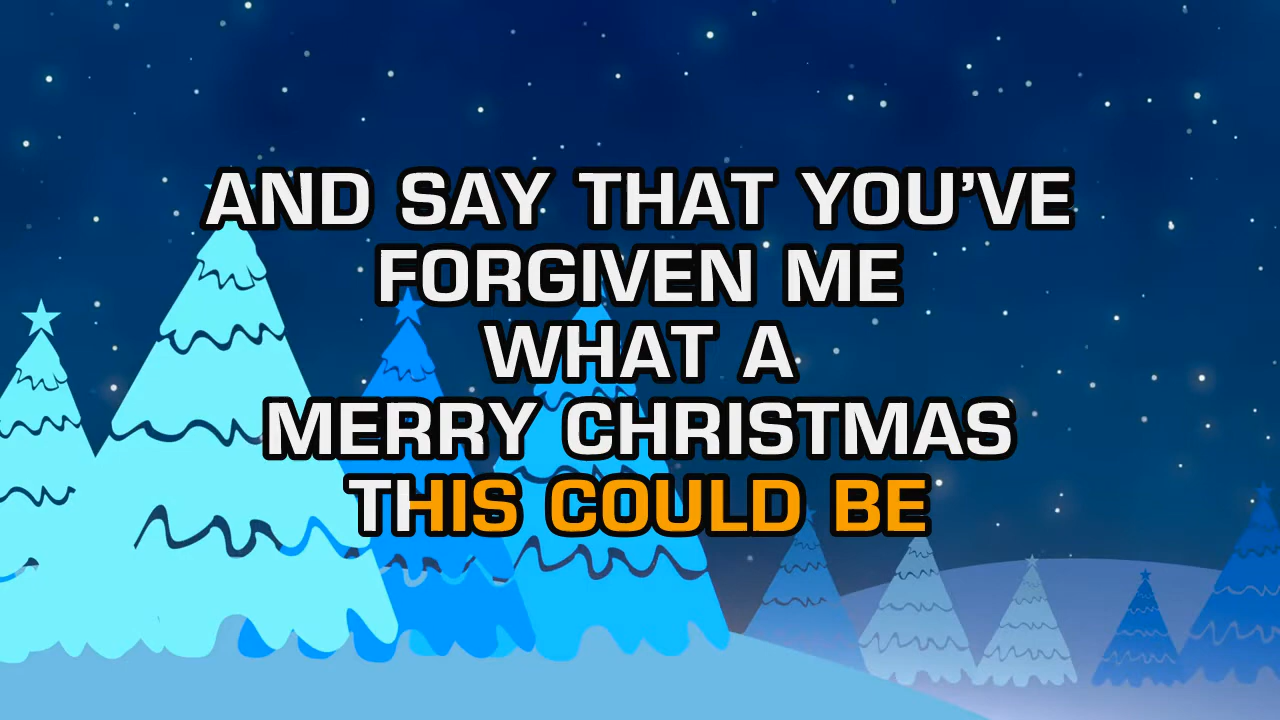 AND SAY THAT YOU'VE
FORGIVEN ME
WHAT A
MERRY CHRISTMAS
THIS COULD BE